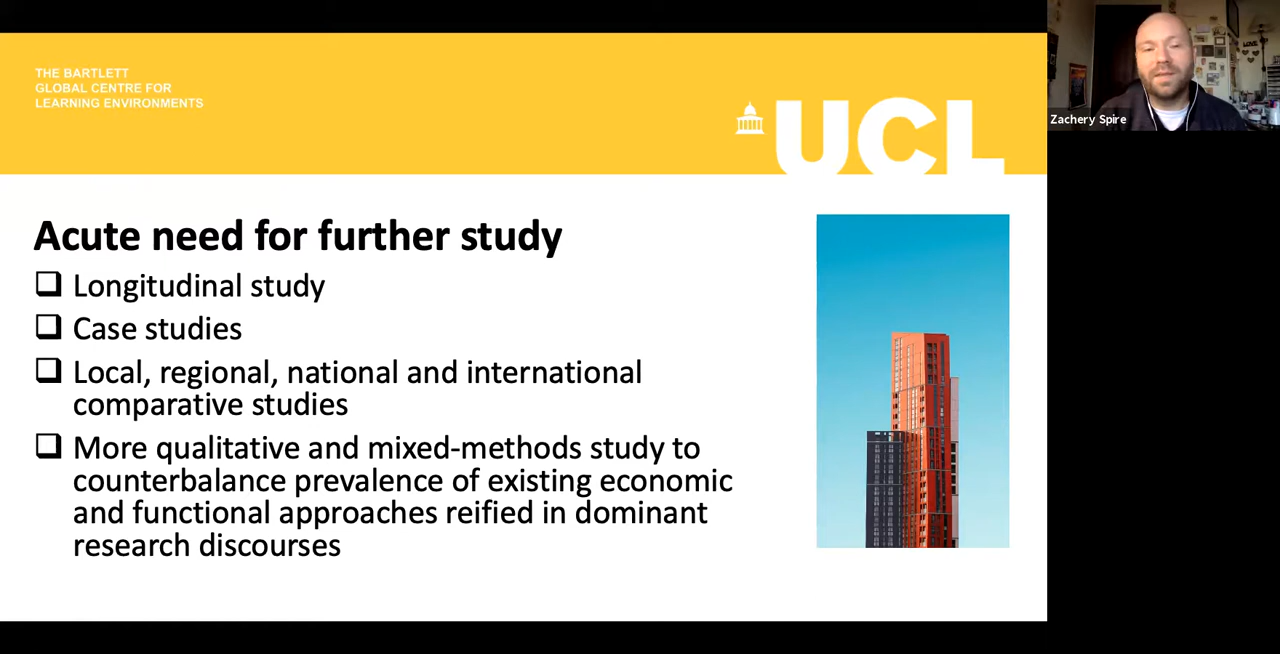 THE BARTLETT
GLOBAL CENTRE FOR
LEARNING ENVIRONMENTS
UCL
Zachery Spire
Acute need for further study
Longitudinal study
Case studies
Local, regional, national and international
comparative studies
More qualitative and mixed-methods study to
counterbalance prevalence of existing economic
and functional approaches reified in dominant
research discourses